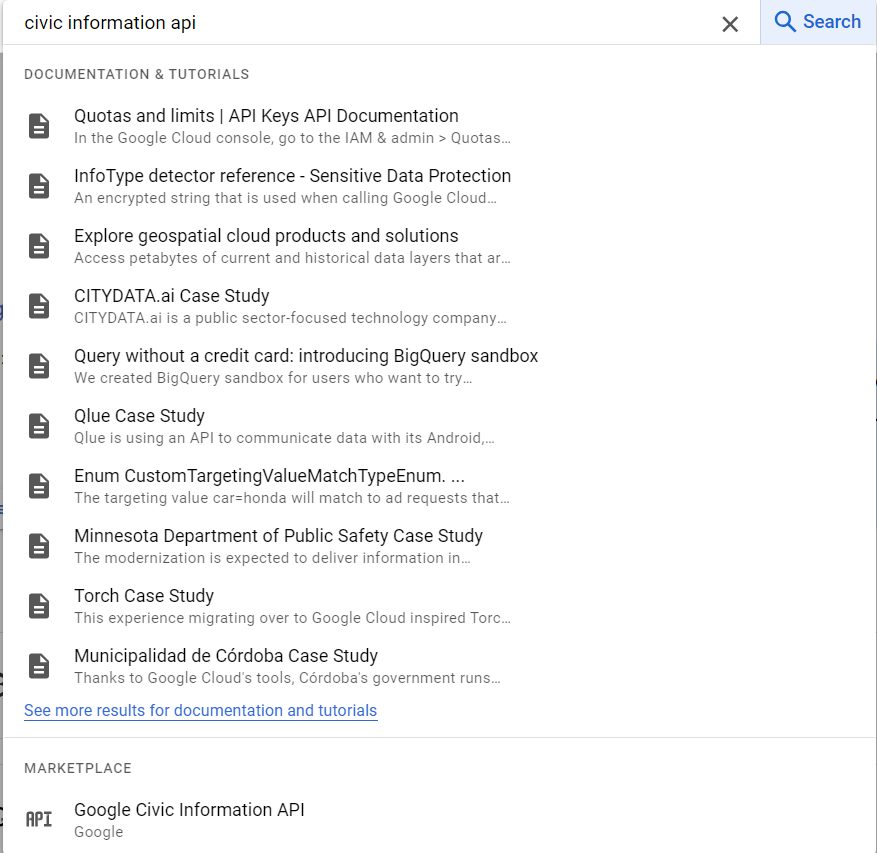 civic information api
Search
DOCUMENTATION & TUTORIALS
Quotas and limits | API Keys API Documentation
In the Google Cloud console, go to the IAM & admin > Quotas…
InfoType detector reference - Sensitive Data Protection
An encrypted string that is used when calling Google Cloud…
Explore geospatial cloud products and solutions
Access petabytes of current and historical data layers that ar…
CITYDATA.ai Case Study
CITYDATA.ai is a public sector-focused technology company…
Query without a credit card: introducing BigQuery sandbox
We created BigQuery sandbox for users who want to try…
Qlue Case Study
Qlue is using an API to communicate data with its Android,…
Enum CustomTargetingValueMatchTypeEnum. ...
The targeting value car=honda will match to ad requests that…
Minnesota Department of Public Safety Case Study
The modernization is expected to deliver information in…
Torch Case Study
This experience migrating over to Google Cloud inspired Torc…
Municipalidad de Córdoba Case Study
Thanks to Google Cloud's tools, Córdoba's government runs…
See more results for documentation and tutorials
MARKETPLACE
API
Google Civic Information API
Google